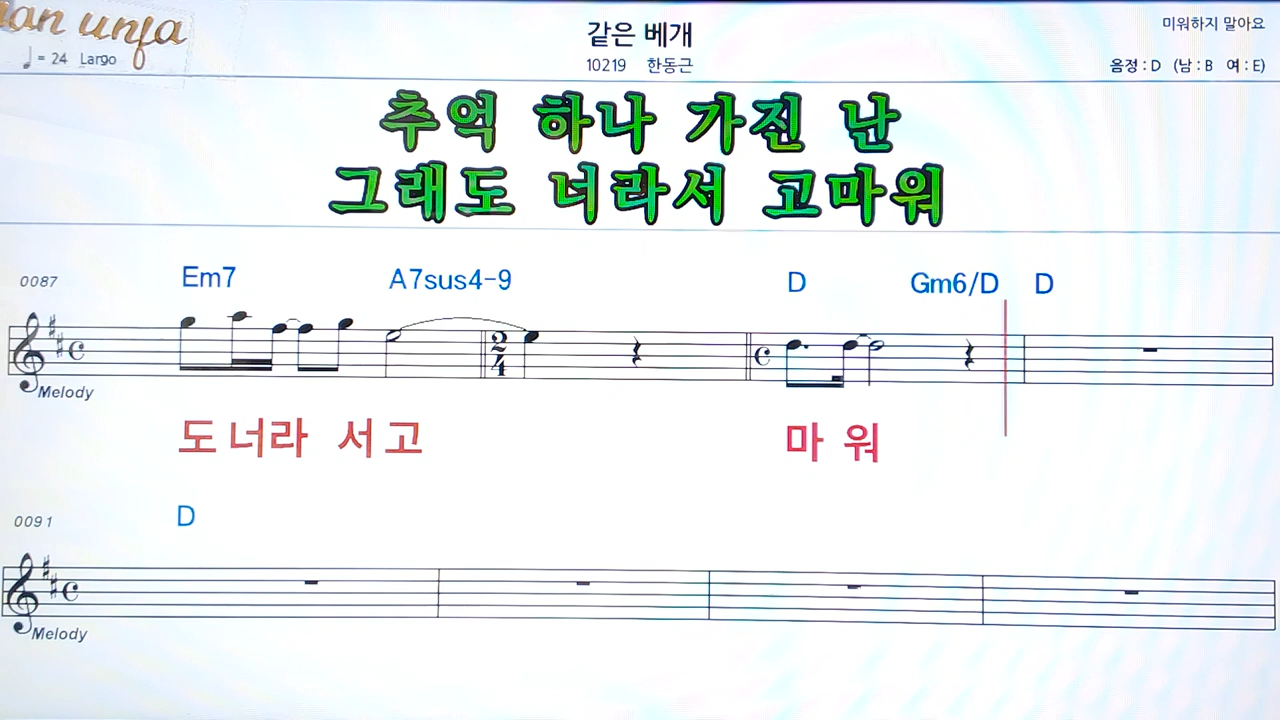 같은 베개
미워하지 말아요
♩ = 24 Largo
10219 한동근
음정 : D (남 : B 여 : E)
추억 하나 가진 난
그래도 너라서 고마워
0087 Em7 A7sus4-9 D Gm6/D D
2/4
Melody
도 너라 서 고 마 워
0091 D
Melody